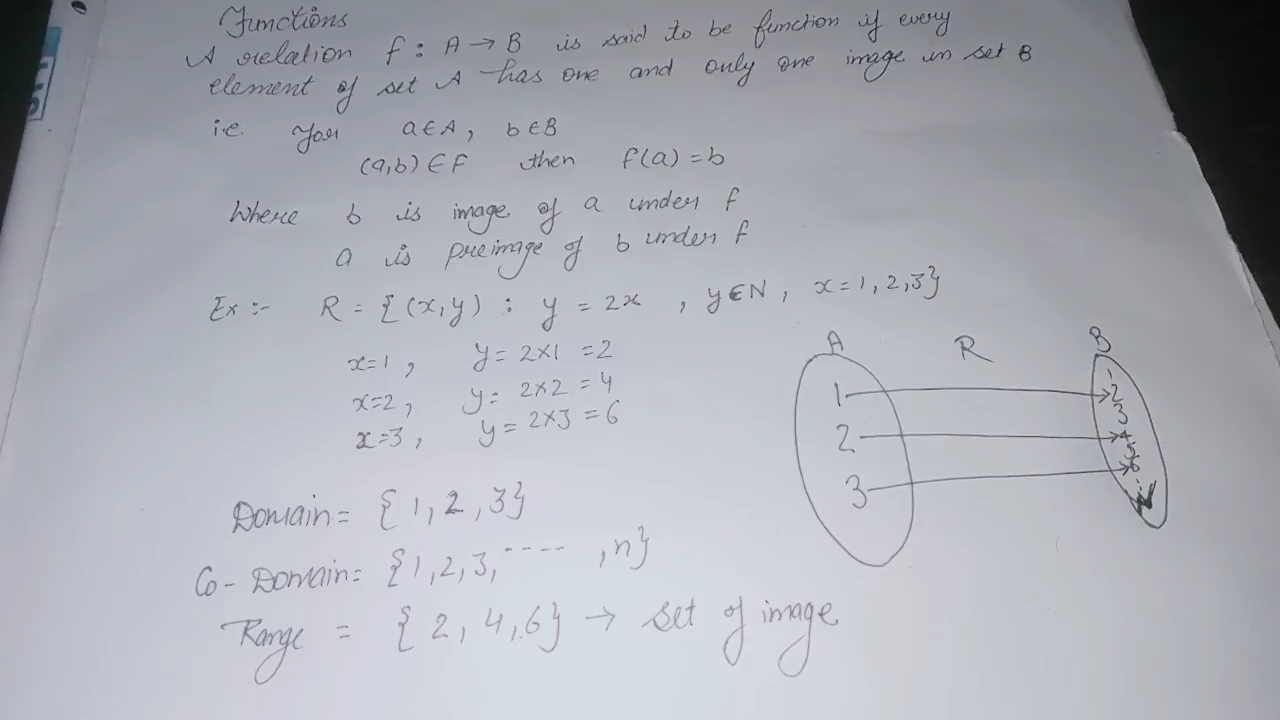 Functions
A relation f : A → B is said to be function if every
element of set A has one and only one image in set B
i.e. for a ∈ A, b ∈ B
(a,b) ∈ F then f(a) = b
Where b is image of a under f
a is preimage of b under f
Ex :- R = {(x,y) : y = 2x , y ∈ N , x = 1, 2, 3}
x=1, y = 2×1 = 2
x=2, y = 2×2 = 4
x=3, y = 2×3 = 6
A R B
1
2
3
1
2
3
4
5
6
Domain = {1, 2, 3}
Co-Domain = {1, 2, 3, ---- , n}
Range = {2, 4, 6} → set of image